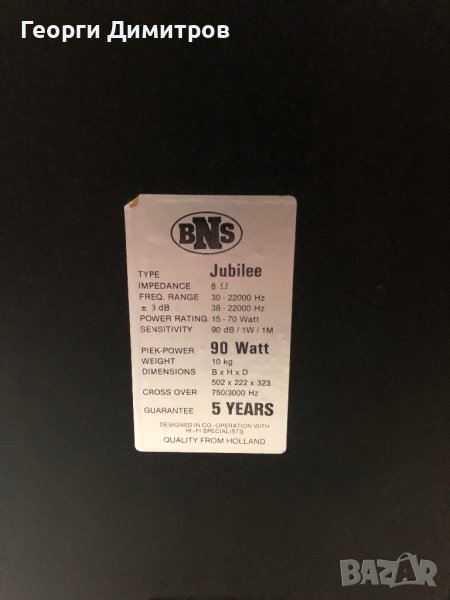 Георги Димитров
BNS
TYPE Jubilee
IMPEDANCE 8 Ω
FREQ. RANGE 30 - 22000 Hz
± 3 dB 38 - 22000 Hz
POWER RATING 15 - 70 Watt
SENSITIVITY 90 dB / 1W / 1M
PIEK-POWER 90 Watt
WEIGHT 10 kg
DIMENSIONS B x H x D
502 x 222 x 323
CROSS OVER 750/3000 Hz
GUARANTEE 5 YEARS
DESIGNED IN CO-OPERATION WITH
HI-FI SPECIALISTS
QUALITY FROM HOLLAND
BAZAR